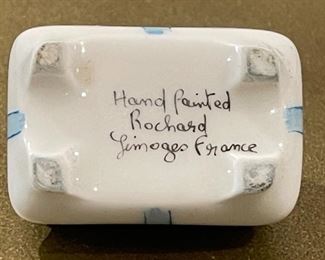 Hand Painted
Rochard
Limoges France